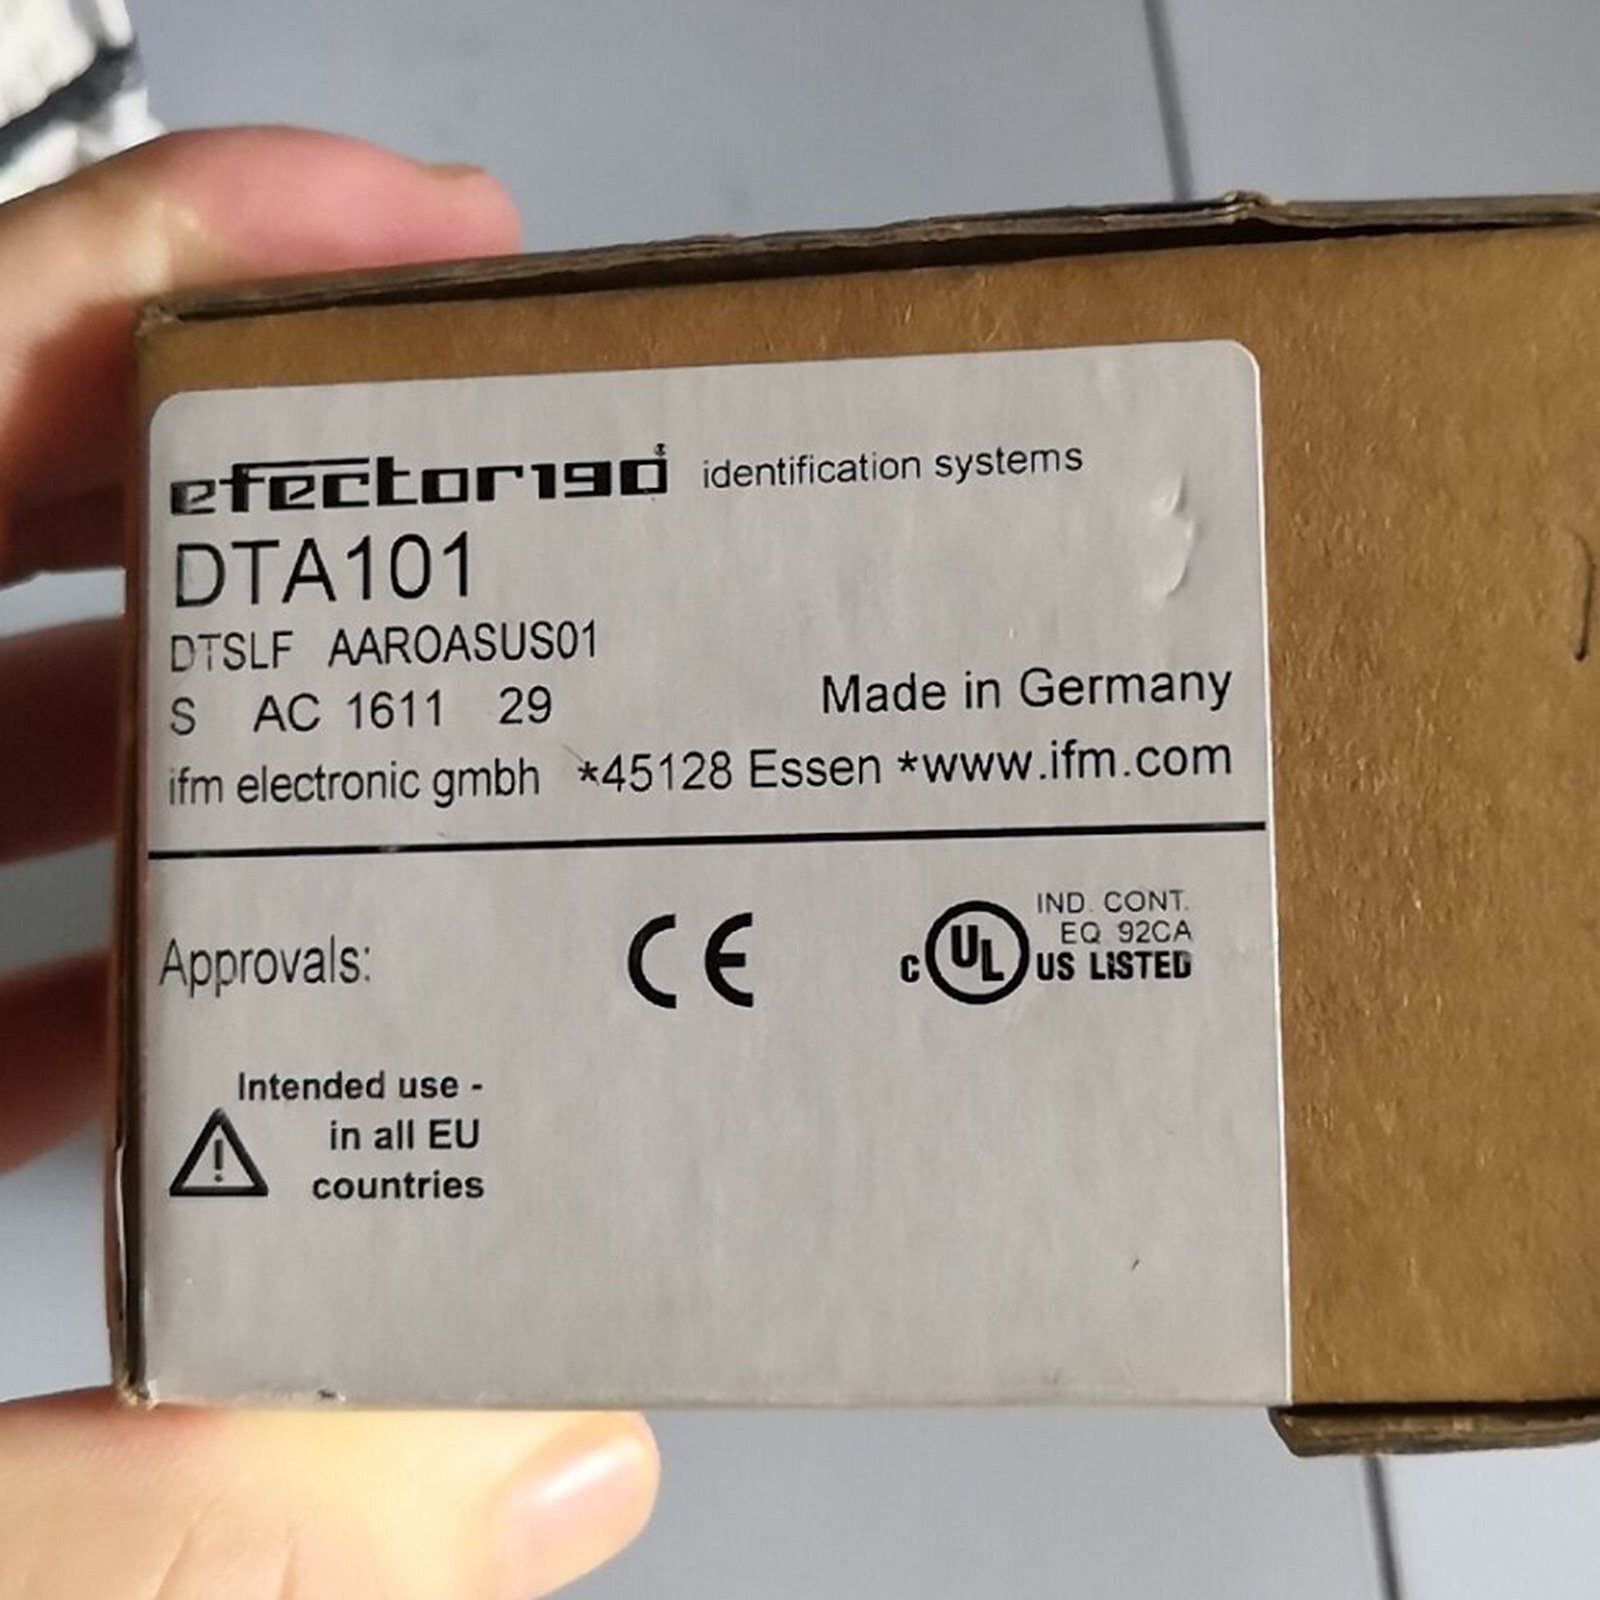 efector190 identification systems
DTA101
DTSLF AAROASUS01
S AC 1611 29
Made in Germany
ifm electronic gmbh *45128 Essen *www.ifm.com
Approvals:
CE
c UL US LISTED
IND. CONT.
EQ 92CA
Intended use -
in all EU
countries